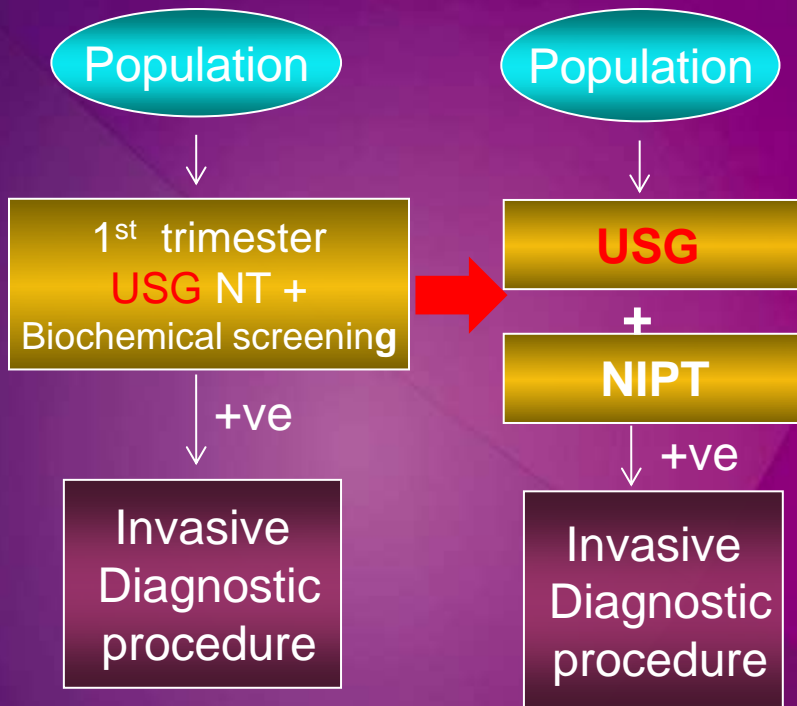 Population
1st trimester
USG NT +
Biochemical screening
+ve
Invasive
Diagnostic
procedure
Population
USG
+
NIPT
+ve
Invasive
Diagnostic
procedure